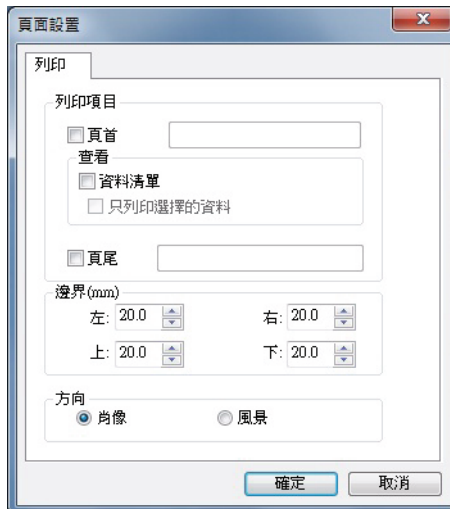 頁面設置
列印
列印項目
頁首
查看
資料清單
只列印選擇的資料
頁尾
邊界(mm)
左: 20.0 右: 20.0
上: 20.0 下: 20.0
方向
肖像 風景
確定 取消